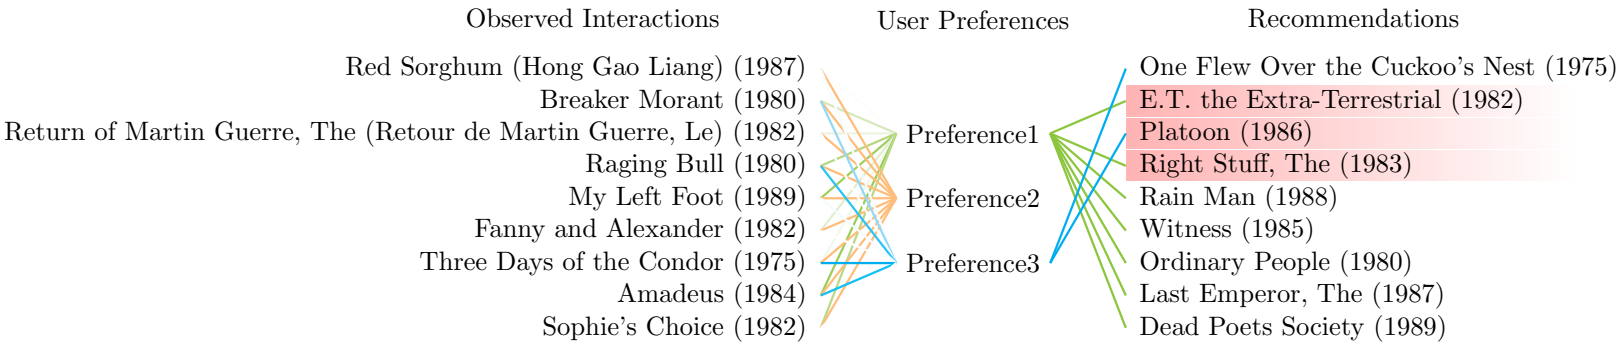 Observed Interactions
User Preferences
Recommendations
Red Sorghum (Hong Gao Liang) (1987)
Breaker Morant (1980)
Return of Martin Guerre, The (Retour de Martin Guerre, Le) (1982)
Raging Bull (1980)
My Left Foot (1989)
Fanny and Alexander (1982)
Three Days of the Condor (1975)
Amadeus (1984)
Sophie's Choice (1982)
Preference1
Preference2
Preference3
One Flew Over the Cuckoo's Nest (1975)
E.T. the Extra-Terrestrial (1982)
Platoon (1986)
Right Stuff, The (1983)
Rain Man (1988)
Witness (1985)
Ordinary People (1980)
Last Emperor, The (1987)
Dead Poets Society (1989)